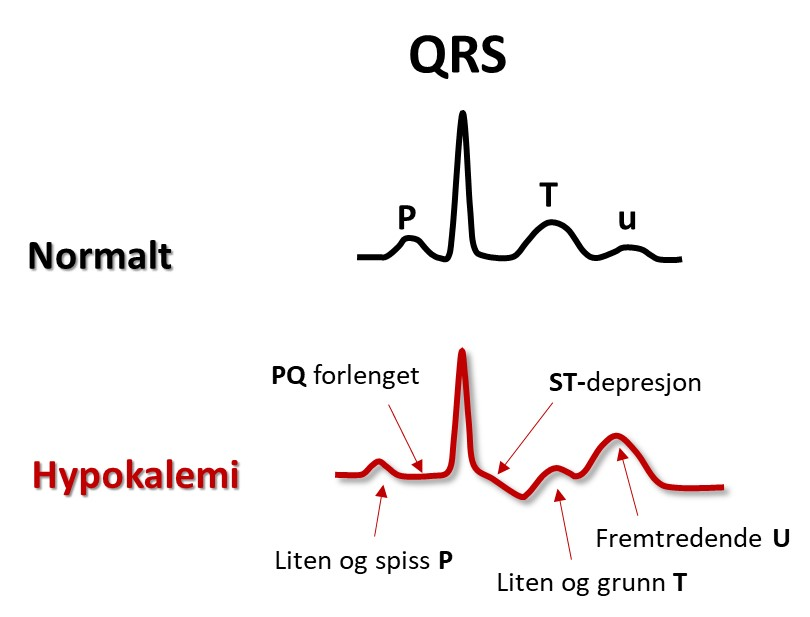 QRS
P
T
u
Normalt
PQ forlenget
ST-depresjon
Hypokalemi
Fremtredende U
Liten og spiss P
Liten og grunn T